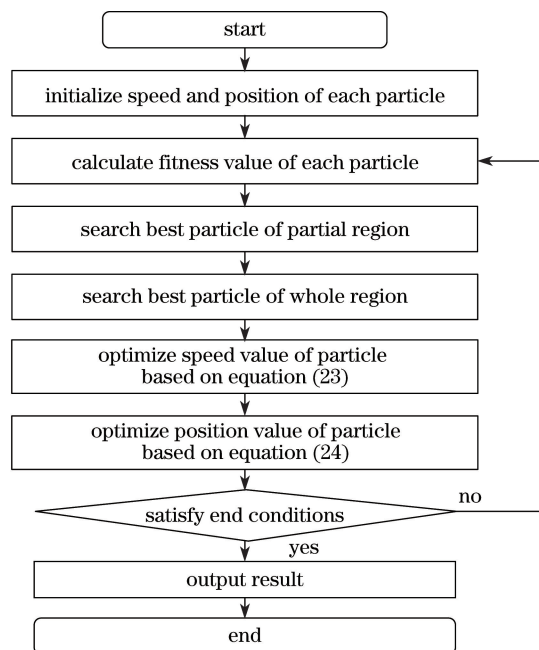 start
initialize speed and position of each particle
calculate fitness value of each particle
search best particle of partial region
search best particle of whole region
optimize speed value of particle
based on equation (23)
optimize position value of particle
based on equation (24)
satisfy end conditions
no
yes
output result
end